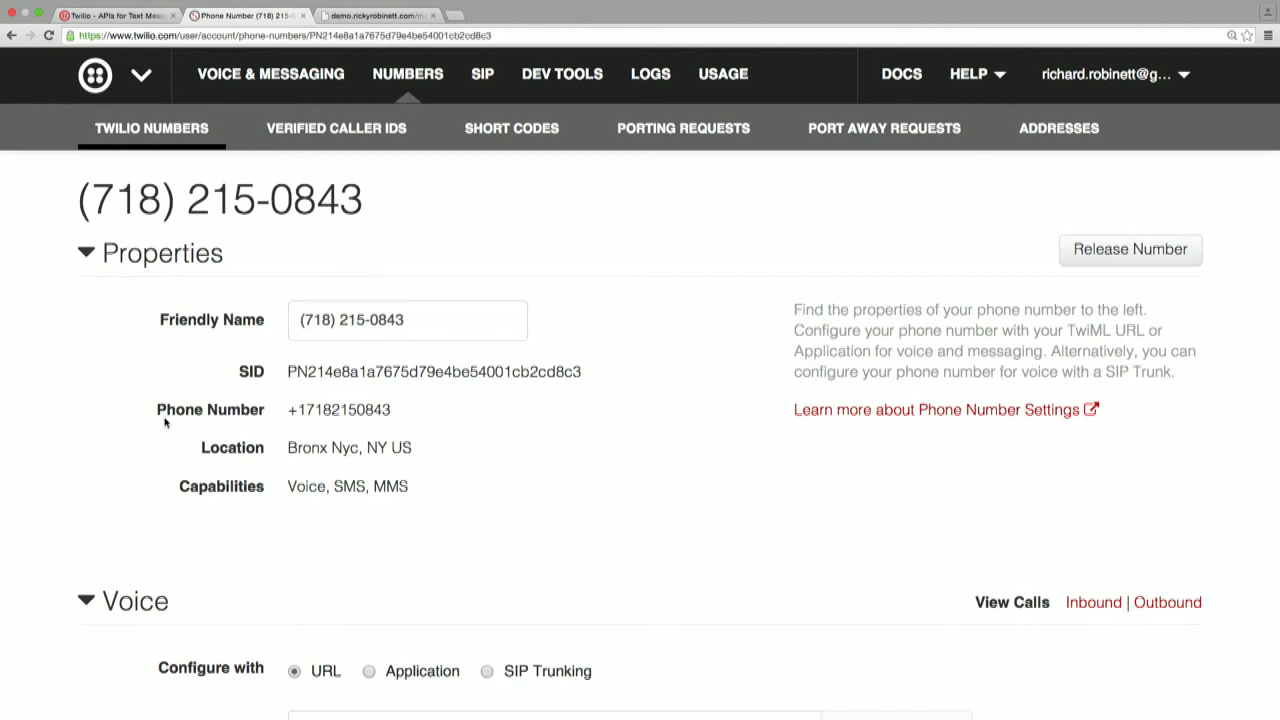 Twilio - APIs for Text Mess
Phone Number (718) 215-0
demo.rickyrobinett.com/m
https://www.twilio.com/user/account/phone-numbers/PN214e8a1a7675d79e4be54001cb2cd8c3
VOICE & MESSAGING NUMBERS SIP DEV TOOLS LOGS USAGE DOCS HELP richard.robinett@g...
TWILIO NUMBERS VERIFIED CALLER IDS SHORT CODES PORTING REQUESTS PORT AWAY REQUESTS ADDRESSES
(718) 215-0843
Properties
Release Number
Friendly Name (718) 215-0843
SID PN214e8a1a7675d79e4be54001cb2cd8c3
Phone Number +17182150843
Location Bronx Nyc, NY US
Capabilities Voice, SMS, MMS
Find the properties of your phone number to the left.
Configure your phone number with your TwiML URL or
Application for voice and messaging. Alternatively, you can
configure your phone number for voice with a SIP Trunk.
Learn more about Phone Number Settings
Voice
View Calls Inbound | Outbound
Configure with URL Application SIP Trunking